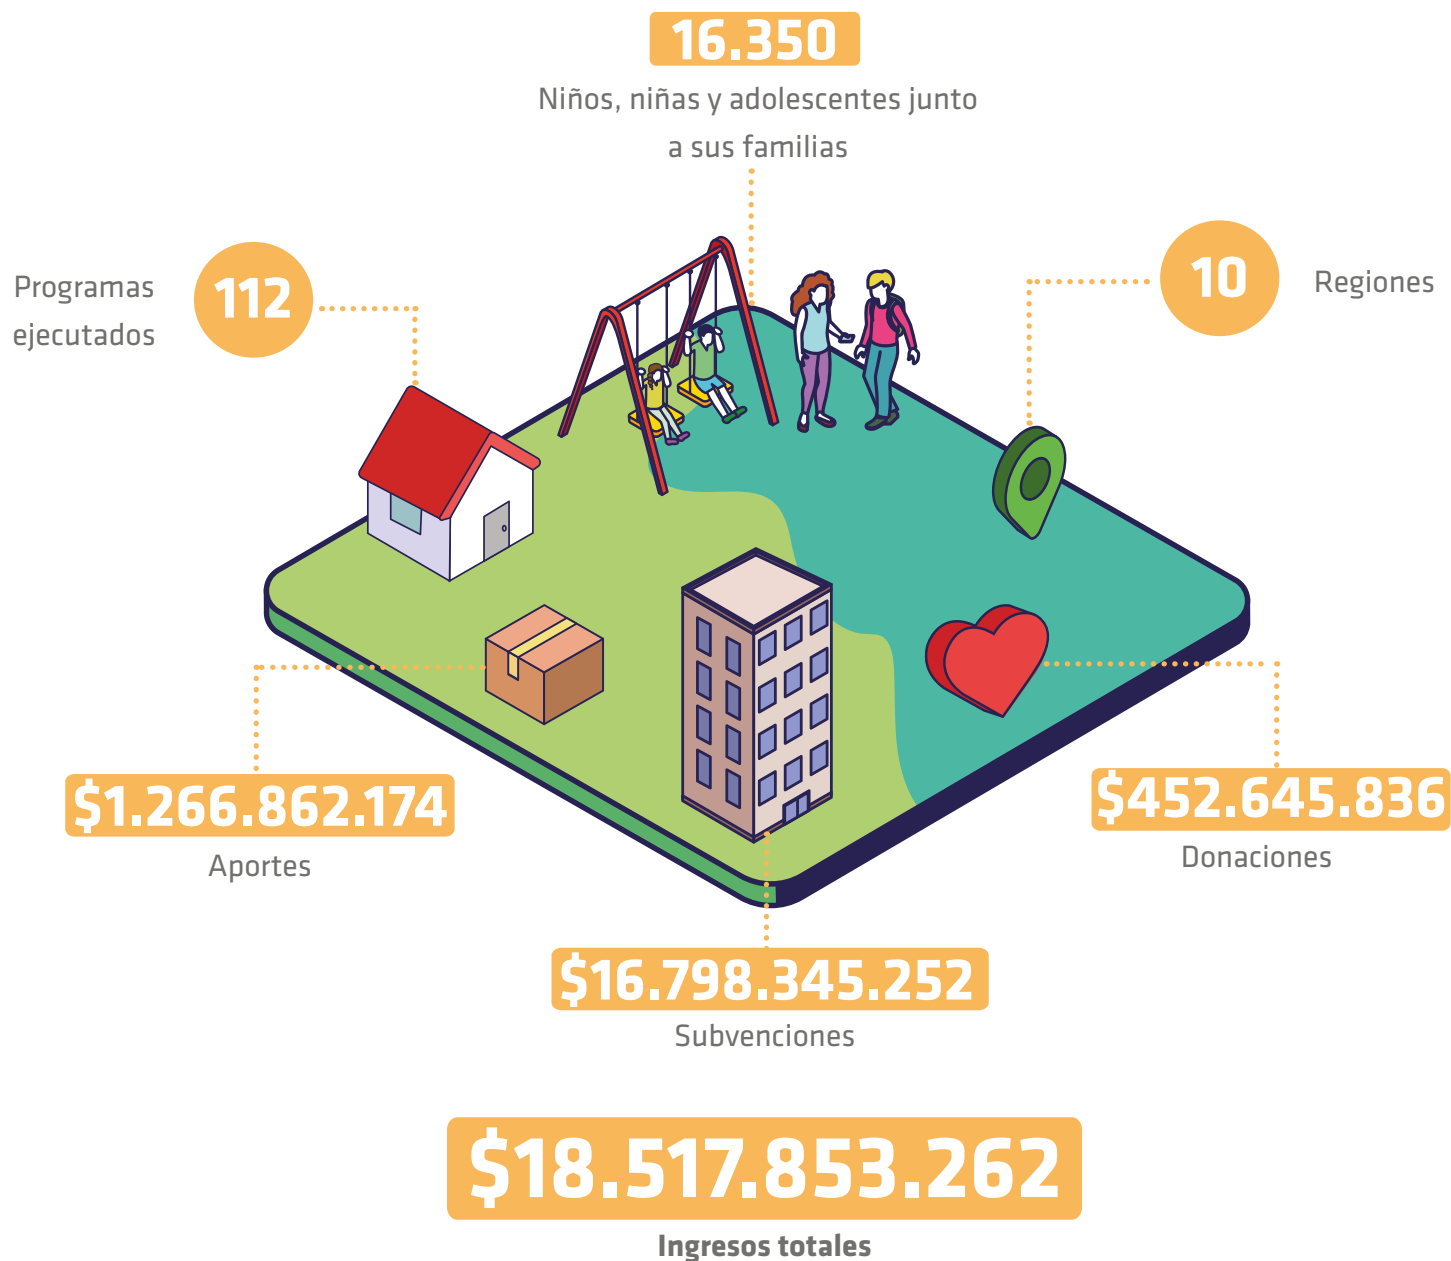 16.350
Niños, niñas y adolescentes junto
a sus familias
Programas
ejecutados
112
10
Regiones
$1.266.862.174
Aportes
$452.645.836
Donaciones
$16.798.345.252
Subvenciones
$18.517.853.262
Ingresos totales